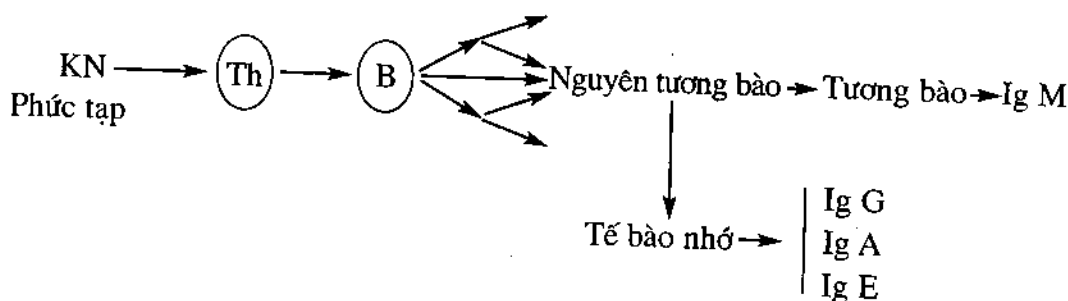 KN
Phức tạp
Th
B
Nguyên tương bào
Tương bào
Ig M
Tế bào nhớ
Ig G
Ig A
Ig E